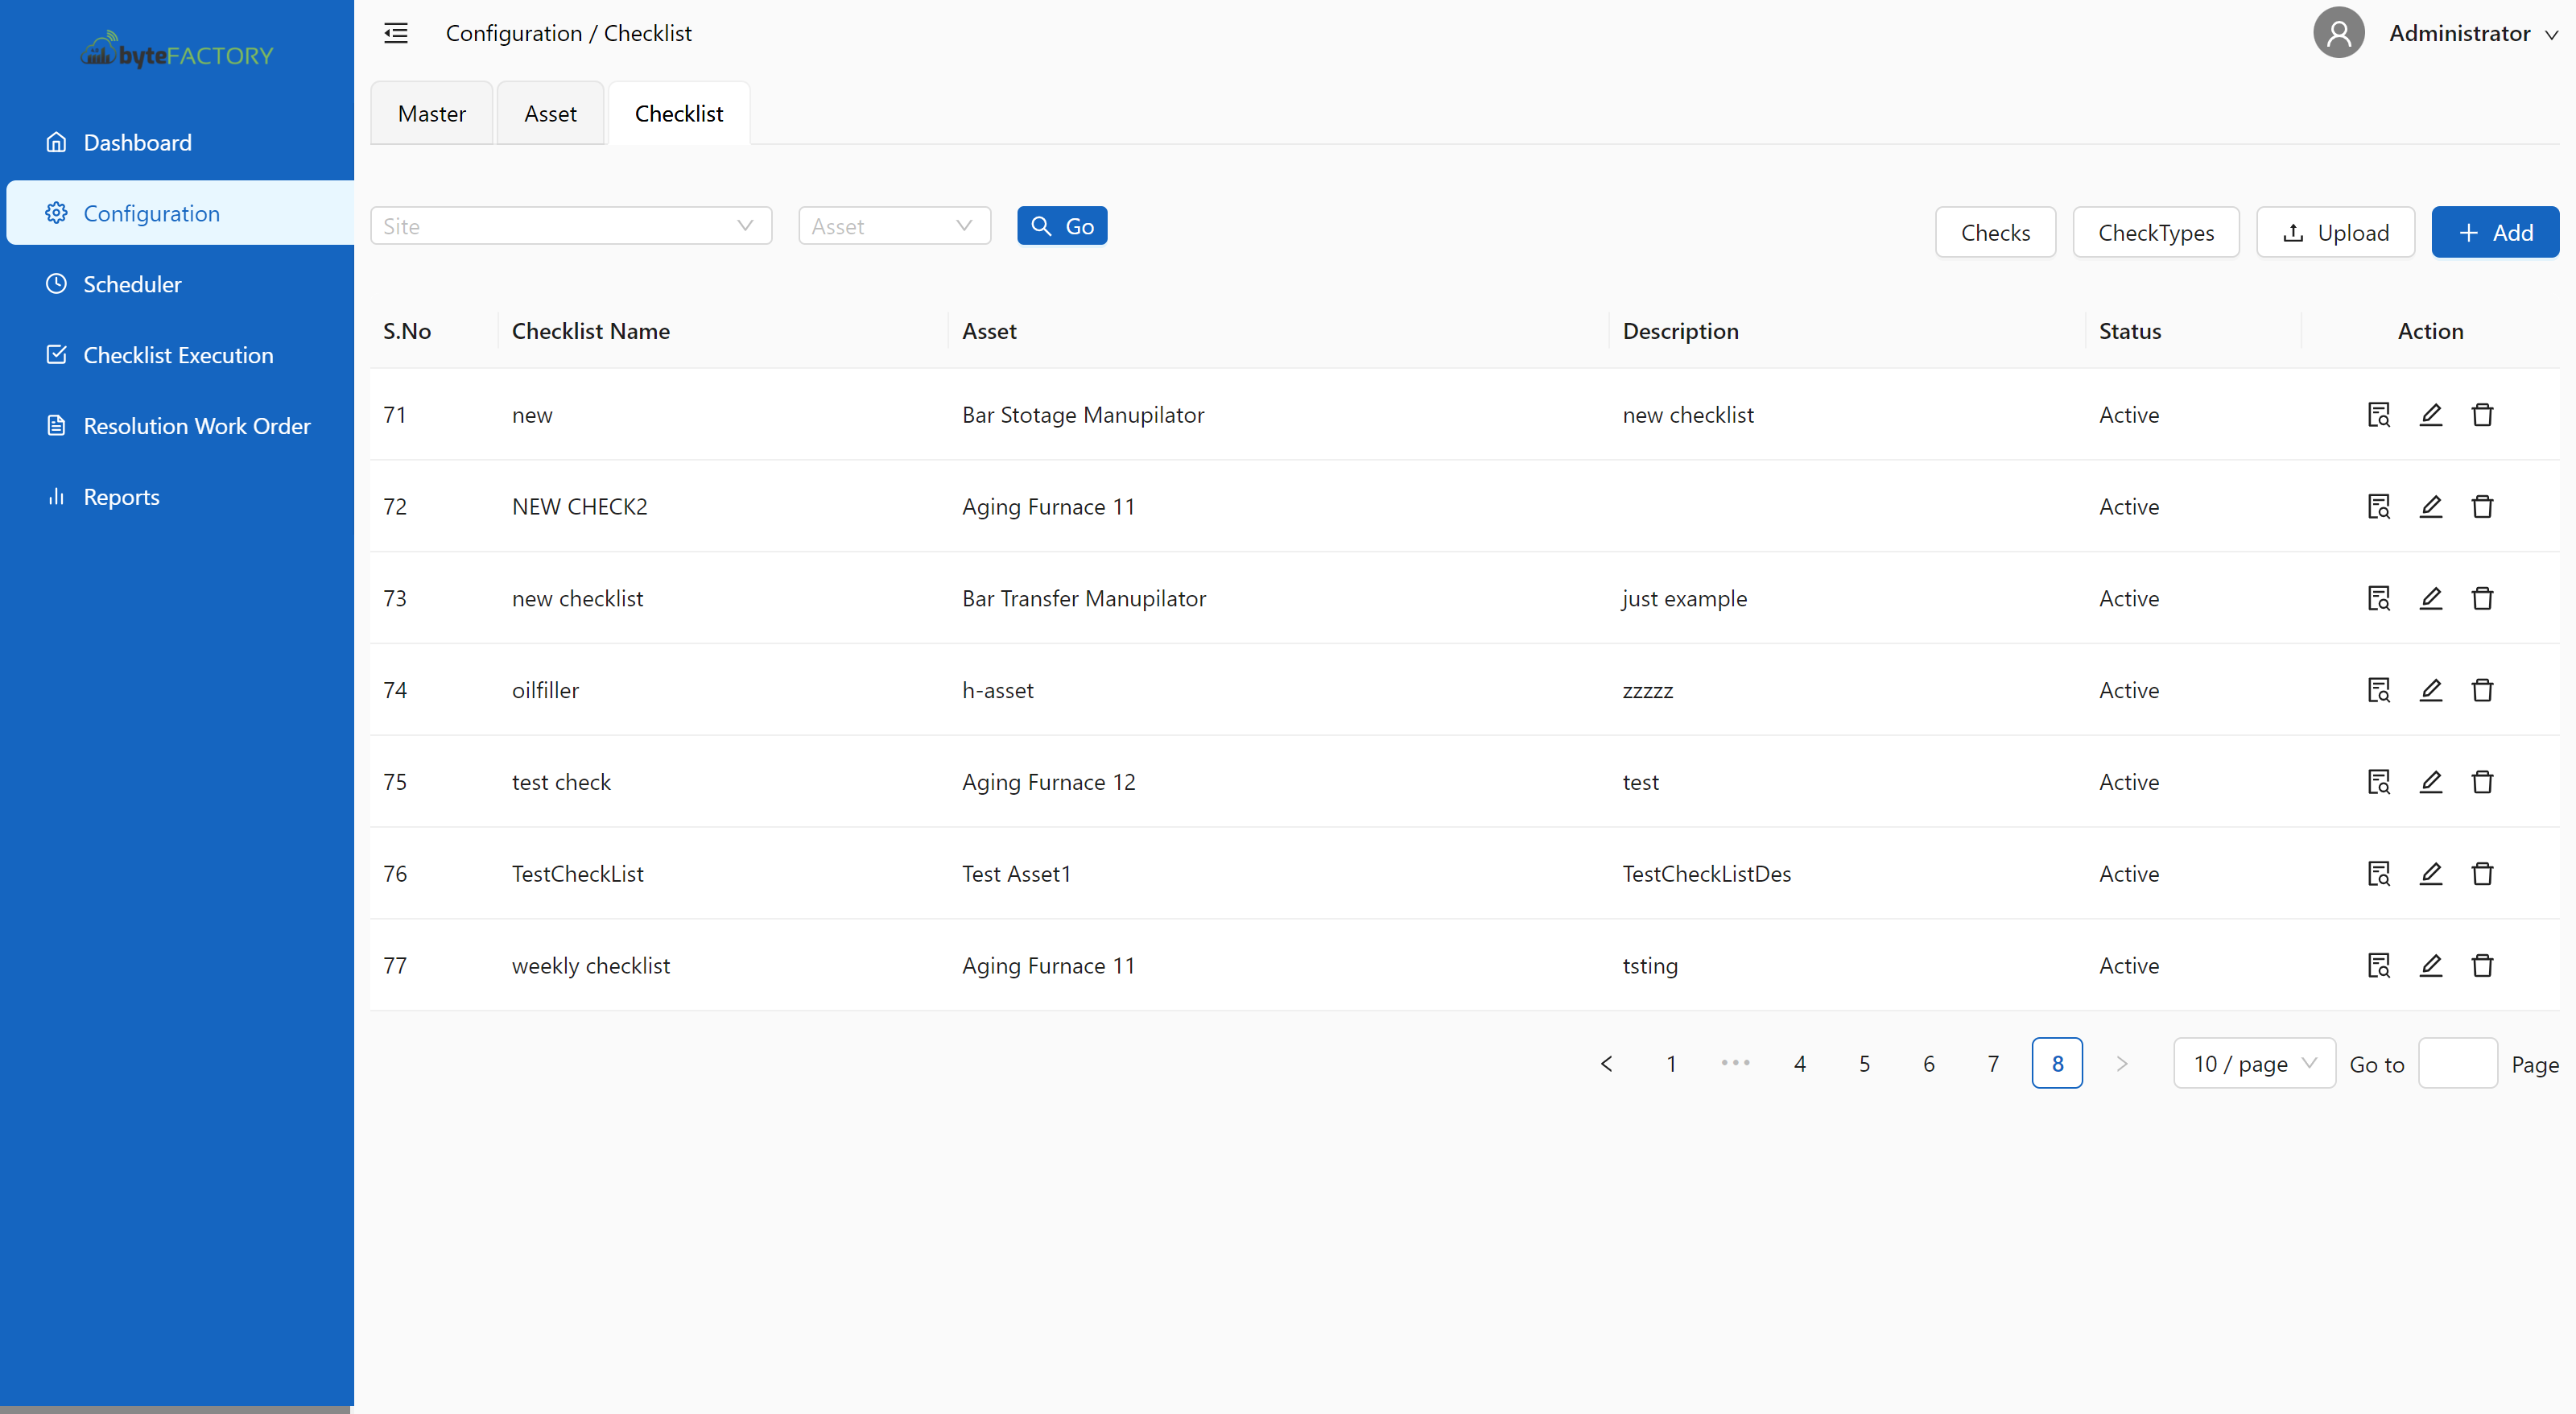 byteFACTORY
Configuration / Checklist
Administrator
Dashboard
Configuration
Scheduler
Checklist Execution
Resolution Work Order
Reports
Master Asset Checklist
Site Asset Go Checks CheckTypes Upload Add
S.No Checklist Name Asset Description Status Action
71 new Bar Stotage Manupilator new checklist Active
72 NEW CHECK2 Aging Furnace 11 Active
73 new checklist Bar Transfer Manupilator just example Active
74 oilfiller h-asset zzzzz Active
75 test check Aging Furnace 12 test Active
76 TestCheckList Test Asset1 TestCheckListDes Active
77 weekly checklist Aging Furnace 11 tsting Active
< 1 ••• 4 5 6 7 8 > 10 / page Go to Page